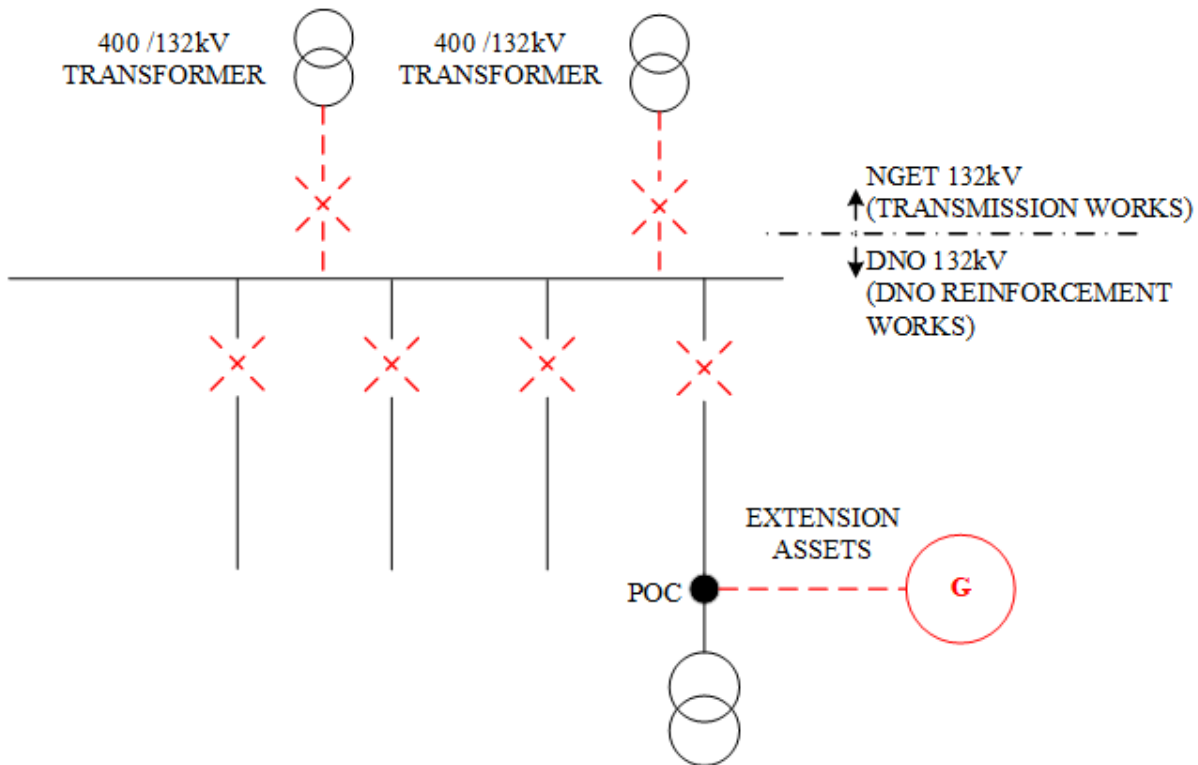 400 /132kV
TRANSFORMER
400 /132kV
TRANSFORMER
NGET 132kV
(TRANSMISSION WORKS)
DNO 132kV
(DNO REINFORCEMENT
WORKS)
EXTENSION
ASSETS
POC
G